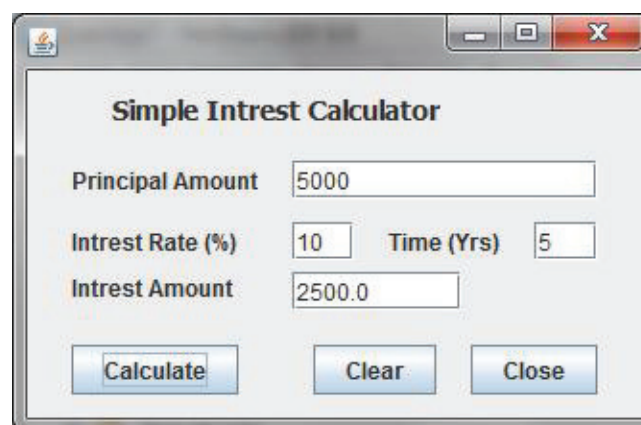 Simple Intrest Calculator
Principal Amount 5000
Intrest Rate (%) 10 Time (Yrs) 5
Intrest Amount 2500.0
Calculate Clear Close